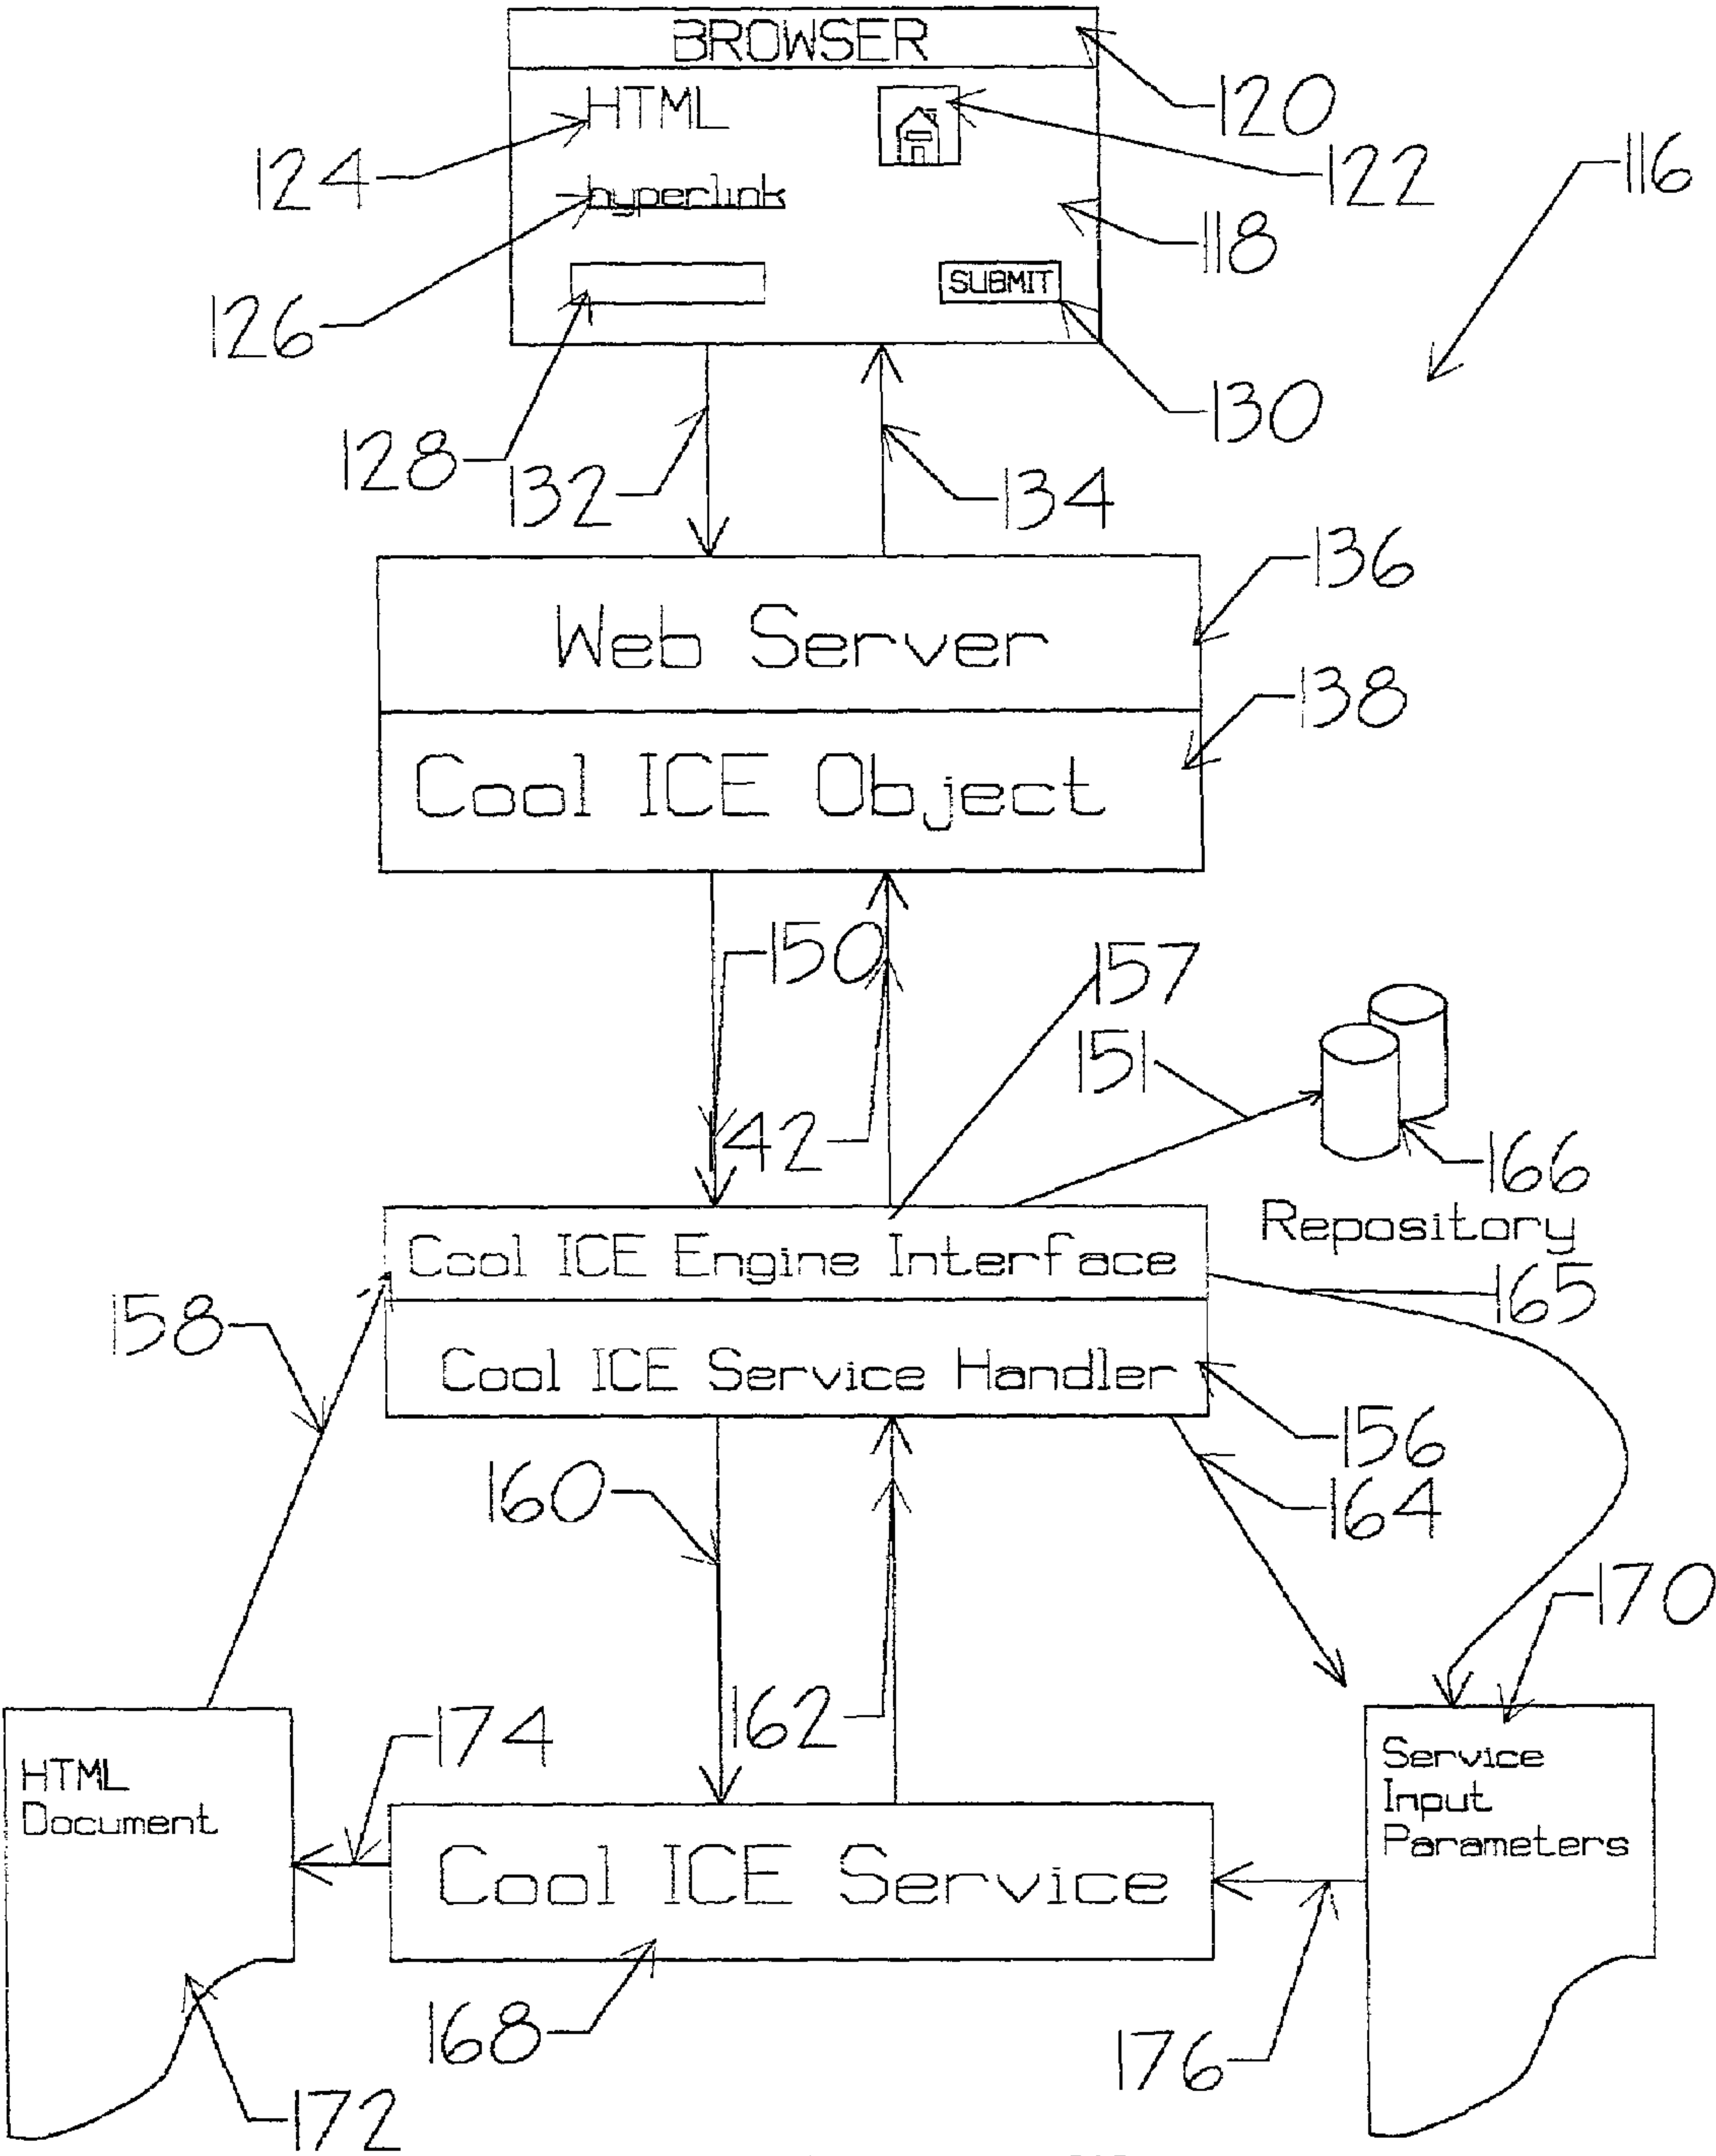 BROWSER
HTML
120
124
122
116
hyperlink
118
126
SUBMIT
130
128
132
134
136
Web Server
138
Cool ICE Object
150
157
151
142
166
Repository
Cool ICE Engine Interface
165
158
Cool ICE Service Handler
156
160
164
170
162
174
Service
HTML
Input
Document
Parameters
Cool ICE Service
168
176
172